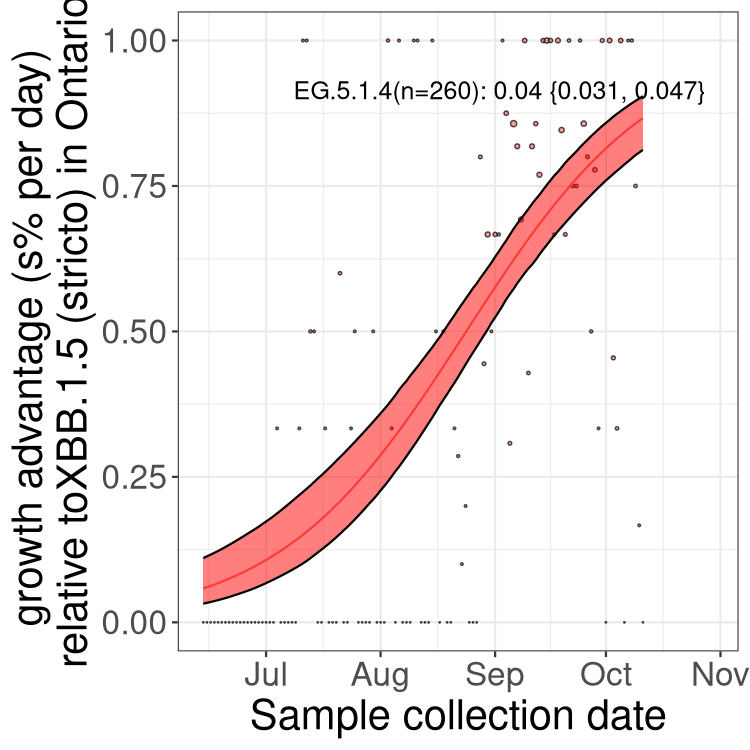 growth advantage (s% per day)
relative toXBB.1.5 (stricto) in Ontario
1.00
0.75
0.50
0.25
0.00
EG.5.1.4(n=260): 0.04 {0.031, 0.047}
Jul Aug Sep Oct Nov
Sample collection date